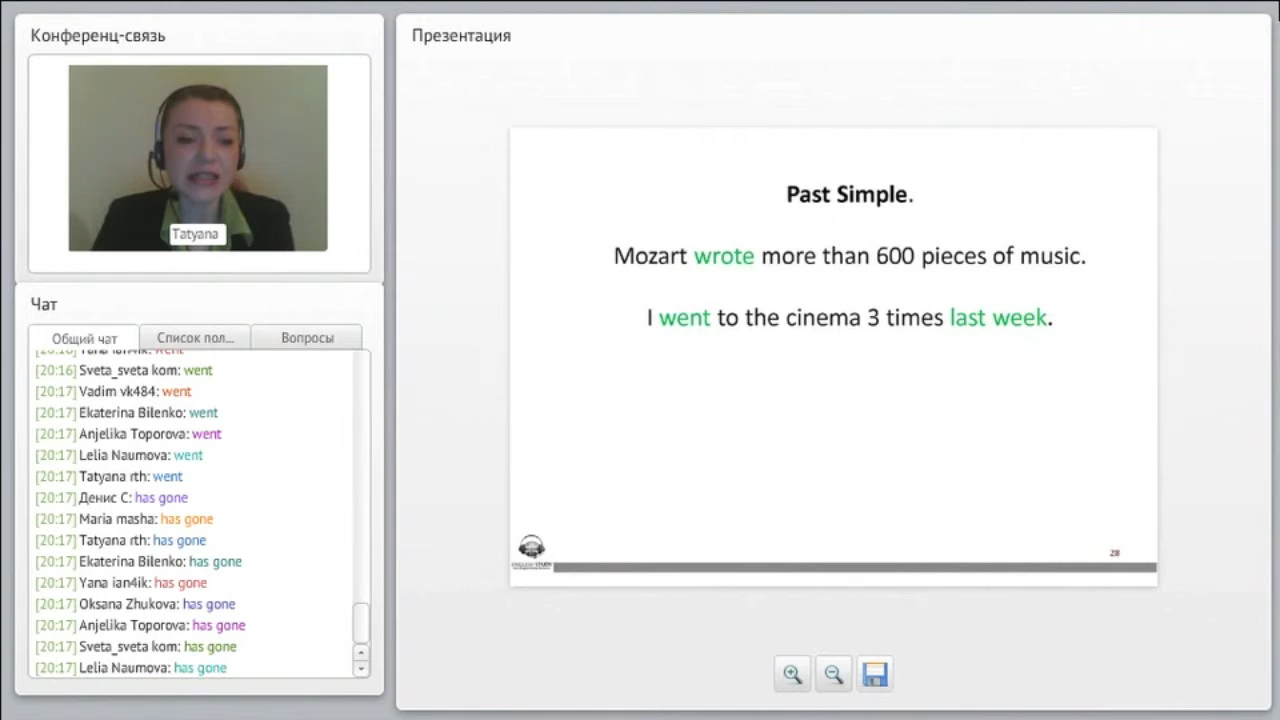 Конференц-связь
Tatyana
Чат
Общий чат
Список пол...
Вопросы
[20:16] Yana ian4ik: went
[20:16] Sveta_sveta kom: went
[20:17] Vadim vk484: went
[20:17] Ekaterina Bilenko: went
[20:17] Anjelika Toporova: went
[20:17] Lelia Naumova: went
[20:17] Tatyana rth: went
[20:17] Денис С: has gone
[20:17] Maria masha: has gone
[20:17] Tatyana rth: has gone
[20:17] Ekaterina Bilenko: has gone
[20:17] Yana ian4ik: has gone
[20:17] Oksana Zhukova: has gone
[20:17] Anjelika Toporova: has gone
[20:17] Sveta_sveta kom: has gone
[20:17] Lelia Naumova: has gone
Презентация
Past Simple.
Mozart wrote more than 600 pieces of music.
I went to the cinema 3 times last week.
28